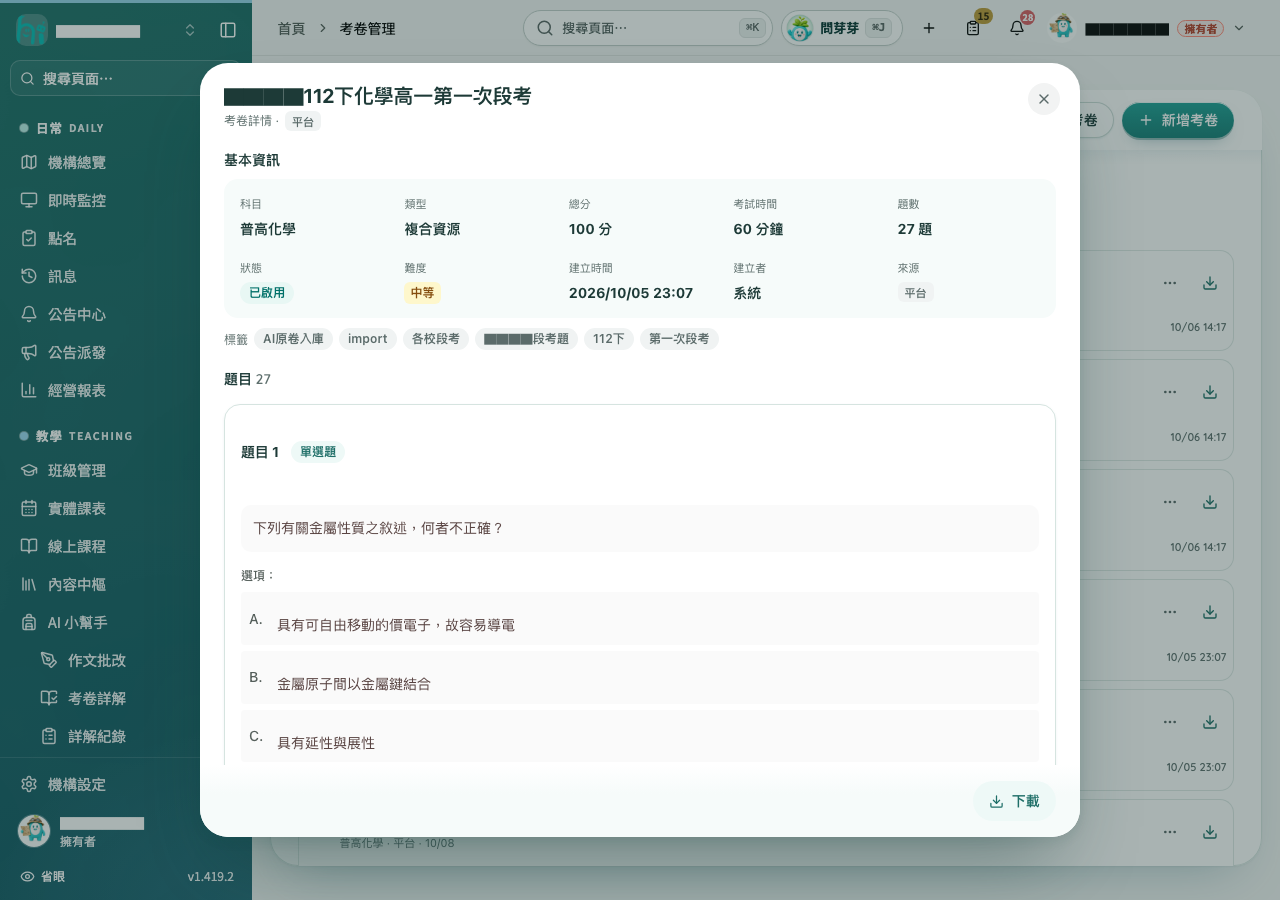 搜尋頁面…
日常 DAILY
機構總覽
即時監控
點名
訊息
公告中心
公告派發
經營報表
教學 TEACHING
班級管理
實體課表
線上課程
內容中樞
AI 小幫手
作文批改
考卷詳解
詳解紀錄
機構設定
擁有者
省眼 v1.419.2
首頁 > 考卷管理
搜尋頁面… ⌘K
問芽芽 ⌘J
15
28
擁有者
考卷
+ 新增考卷
10/06 14:17
10/06 14:17
10/06 14:17
10/05 23:07
10/05 23:07
普高化學 · 平台 · 10/08
112下化學高一第一次段考
考卷詳情 · 平台
基本資訊
科目 類型 總分 考試時間 題數
普高化學 複合資源 100 分 60 分鐘 27 題
狀態 難度 建立時間 建立者 來源
已啟用 中等 2026/10/05 23:07 系統 平台
標籤 AI原卷入庫 import 各校段考 段考題 112下 第一次段考
題目 27
題目 1 單選題
下列有關金屬性質之敘述，何者不正確？
選項：
A. 具有可自由移動的價電子，故容易導電
B. 金屬原子間以金屬鍵結合
C. 具有延性與展性
下載